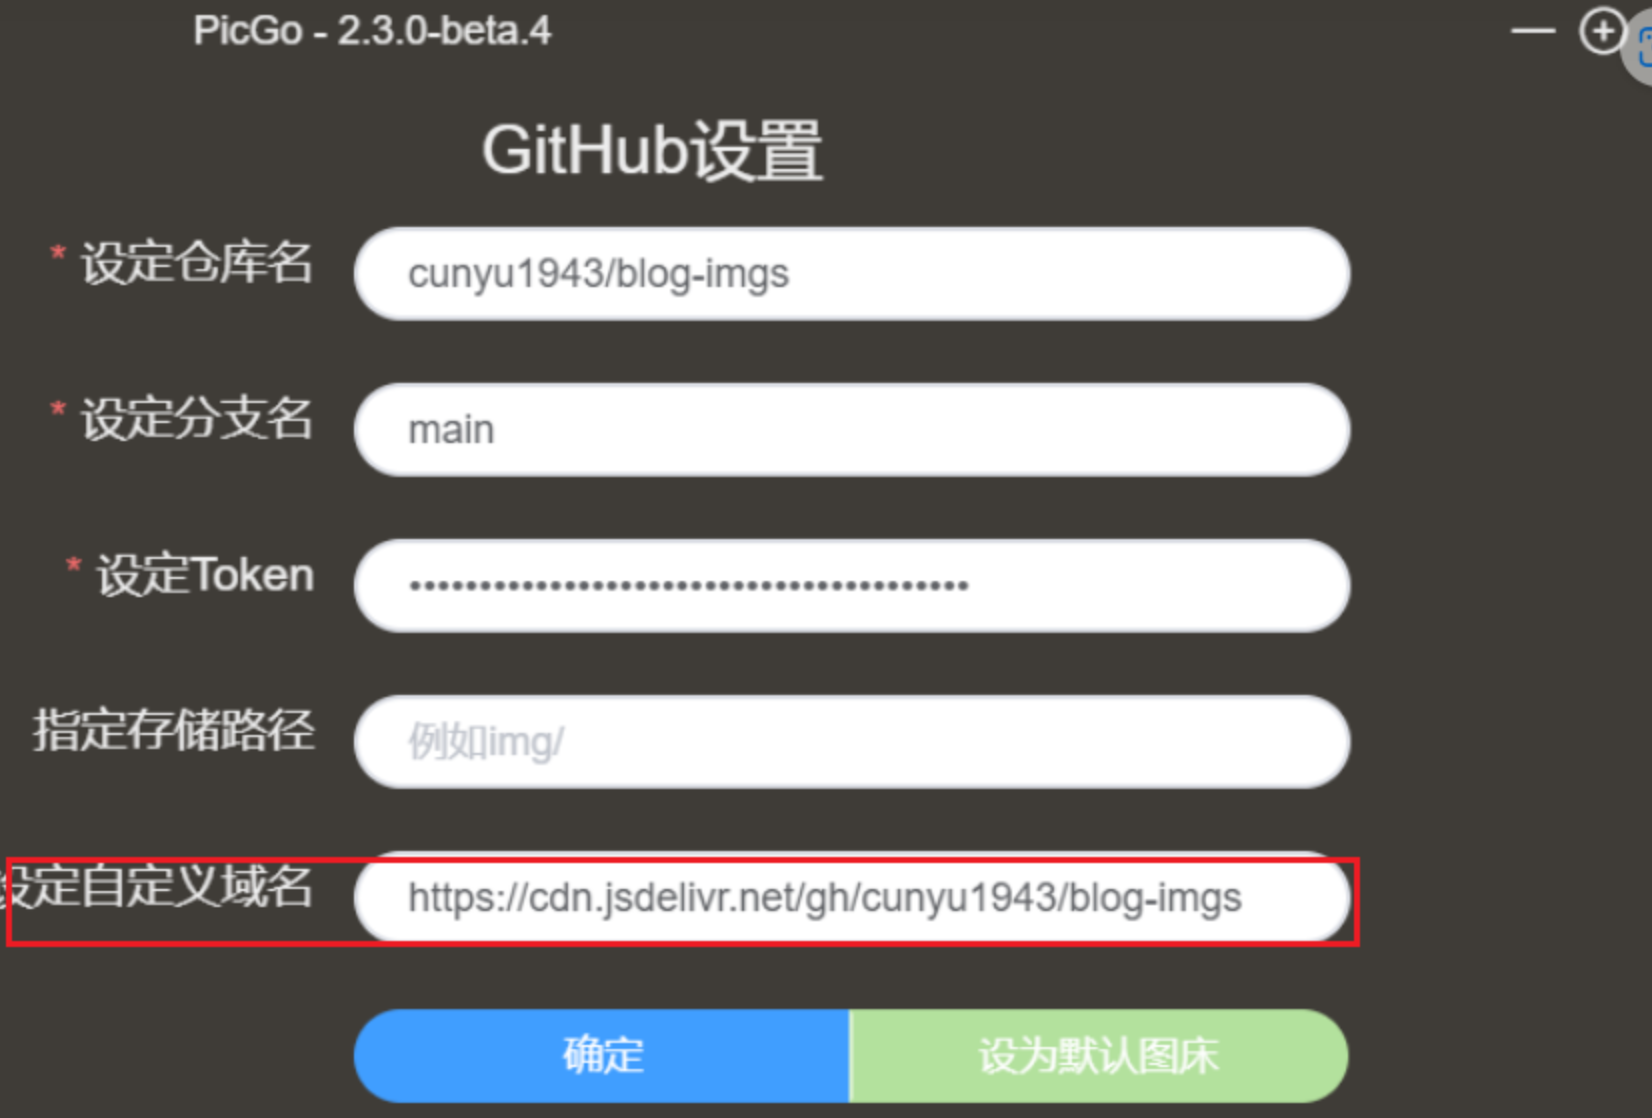 PicGo - 2.3.0-beta.4
GitHub设置
* 设定仓库名 cunyu1943/blog-imgs
* 设定分支名 main
* 设定Token ••••••••••••••••••••••••••••••••••••••••
指定存储路径 例如img/
设定自定义域名 https://cdn.jsdelivr.net/gh/cunyu1943/blog-imgs
确定 设为默认图床